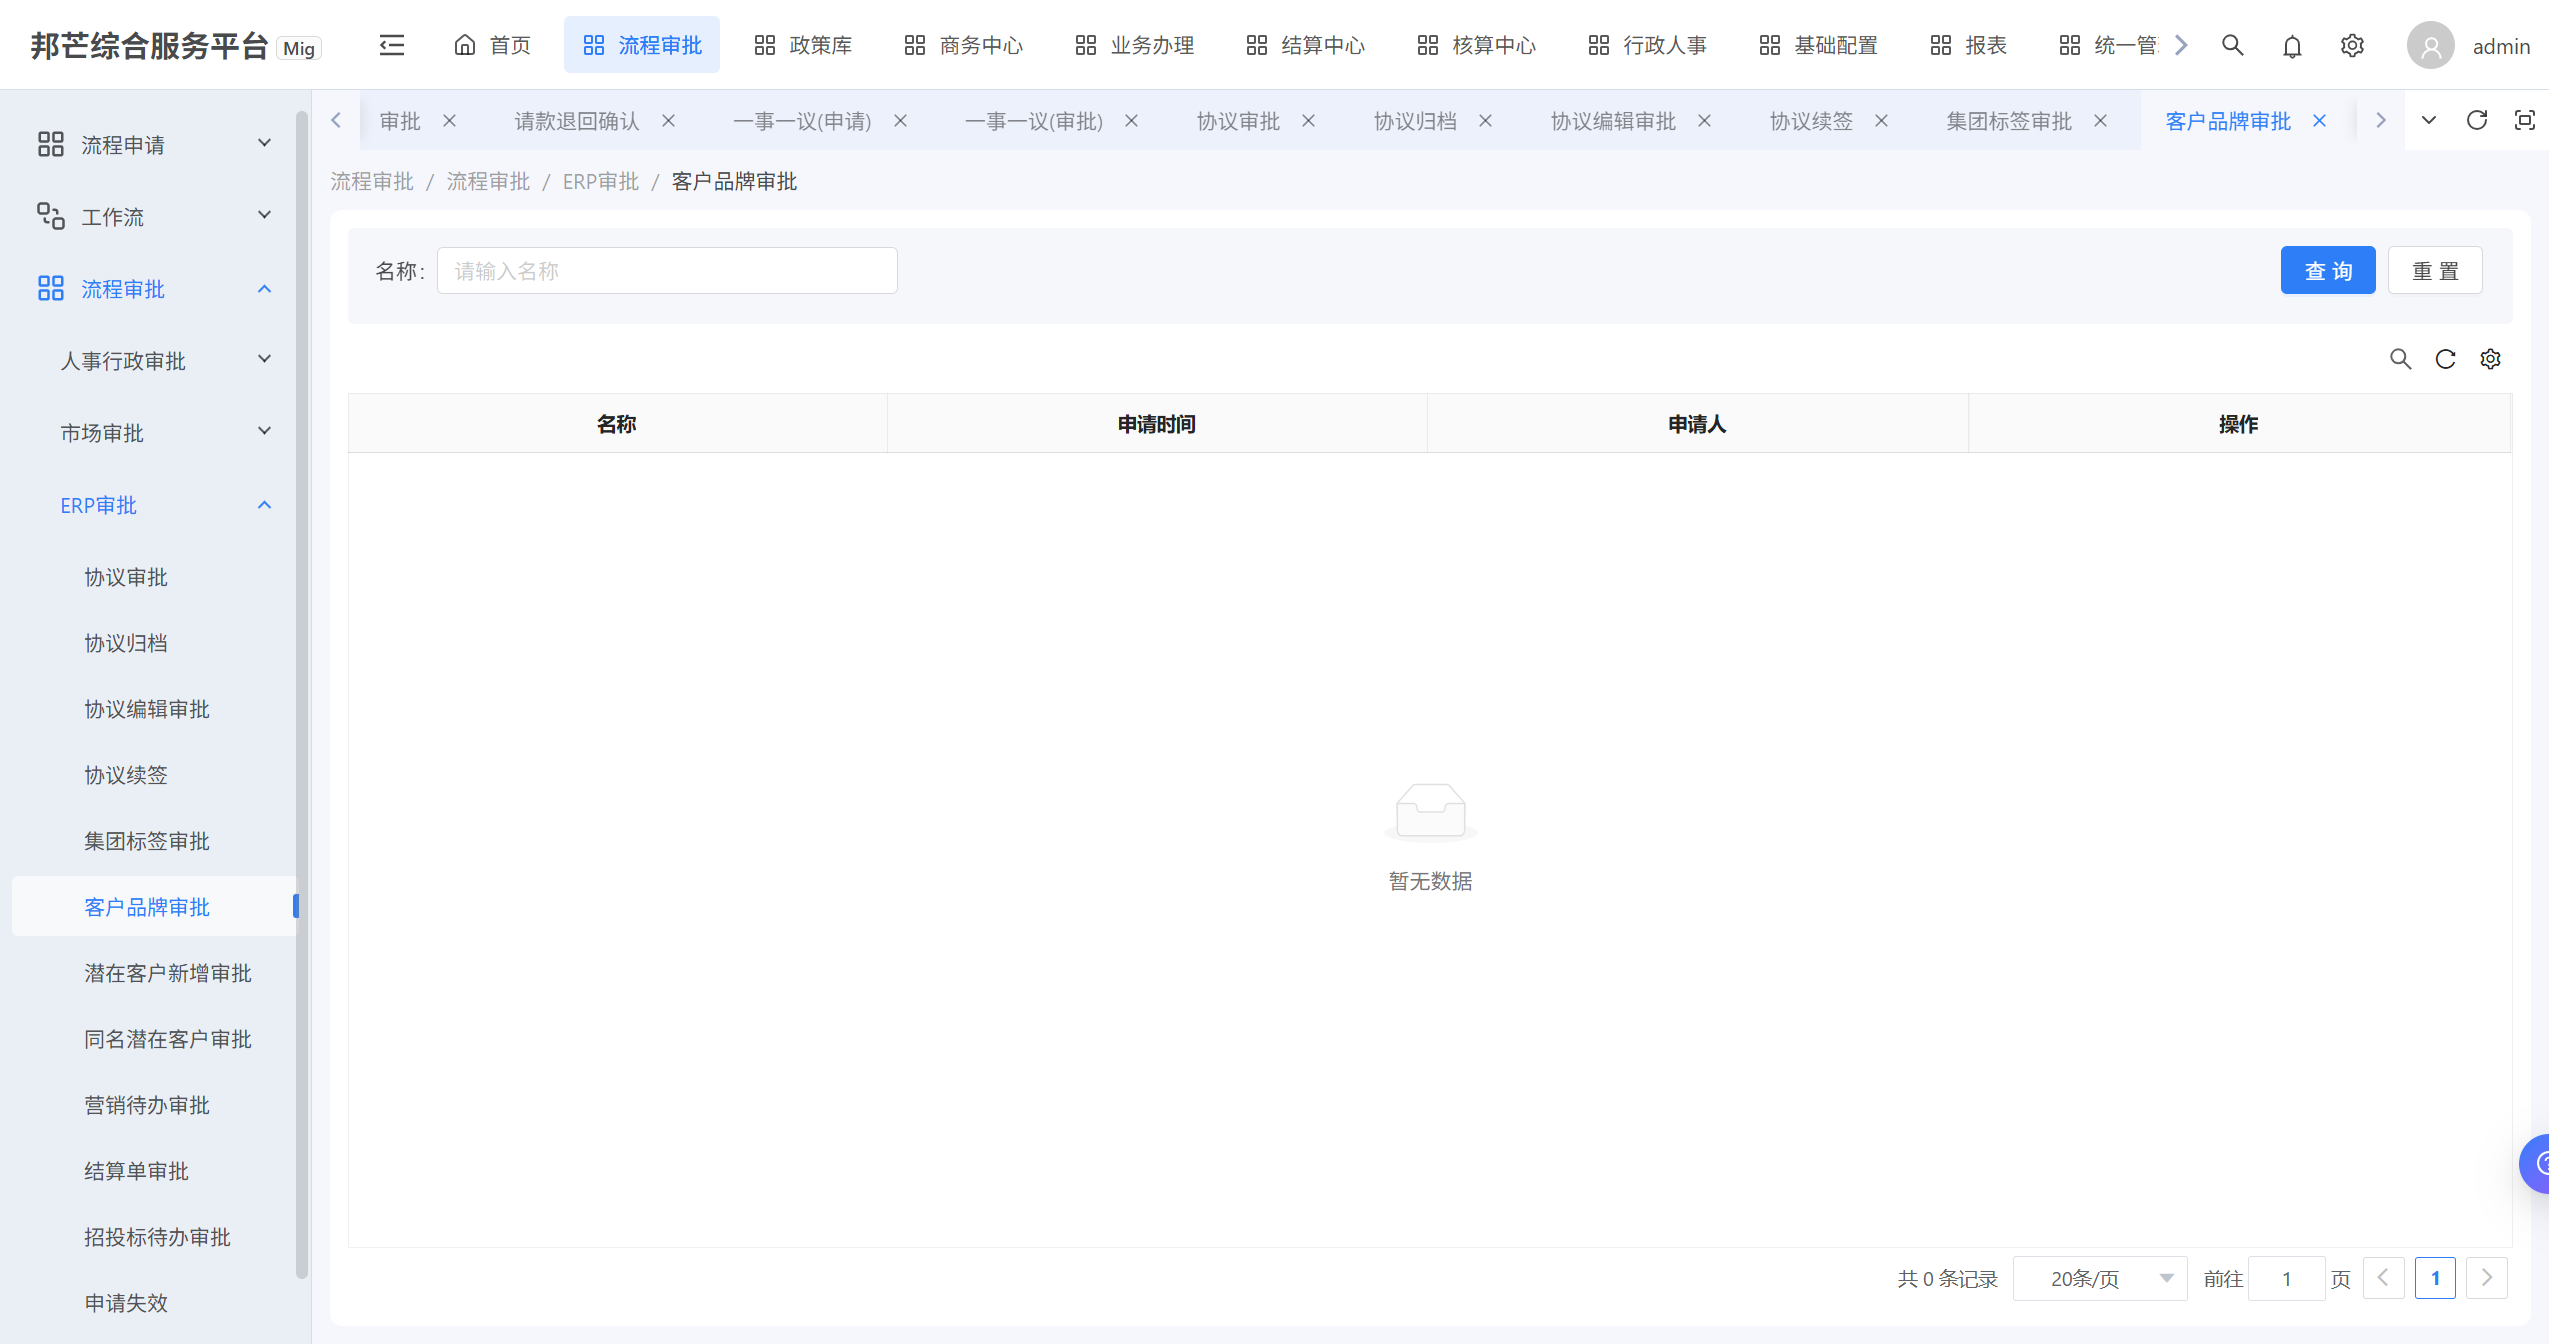 邦芒综合服务平台 Mig
首页 流程审批 政策库 商务中心 业务办理 结算中心 核算中心 行政人事 基础配置 报表 统一管
admin
审批 请款退回确认 一事一议(申请) 一事一议(审批) 协议审批 协议归档 协议编辑审批 协议续签 集团标签审批 客户品牌审批
流程审批 / 流程审批 / ERP审批 / 客户品牌审批
流程申请
工作流
流程审批
人事行政审批
市场审批
ERP审批
协议审批
协议归档
协议编辑审批
协议续签
集团标签审批
客户品牌审批
潜在客户新增审批
同名潜在客户审批
营销待办审批
结算单审批
招投标待办审批
申请失效
名称: 请输入名称 查 询 重 置
名称 申请时间 申请人 操作
暂无数据
共 0 条记录 20条/页 前往 1 页 1